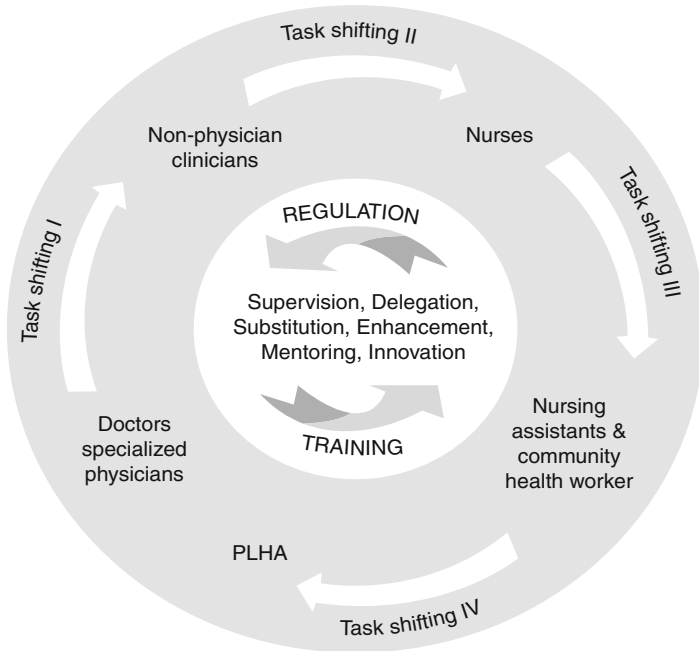 Task shifting II
Non-physician
clinicians
Nurses
Task shifting I
Task shifting III
REGULATION
Supervision, Delegation,
Substitution, Enhancement,
Mentoring, Innovation
TRAINING
Doctors
specialized
physicians
Nursing
assistants &
community
health worker
PLHA
Task shifting IV